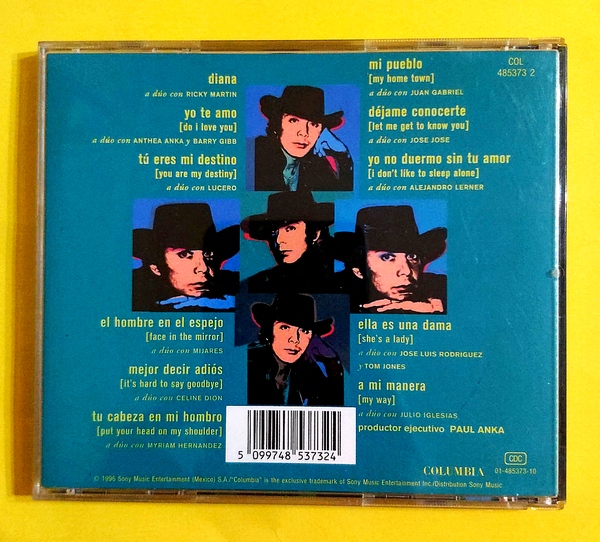 diana
a dúo con RICKY MARTIN
yo te amo
[do i love you]
a dúo con ANTHEA ANKA y BARRY GIBB
tú eres mi destino
[you are my destiny]
a dúo con LUCERO
el hombre en el espejo
[face in the mirror]
a dúo con MIJARES
mejor decir adiós
[it's hard to say goodbye]
a dúo con CELINE DION
tu cabeza en mi hombro
[put your head on my shoulder]
a dúo con MYRIAM HERNANDEZ
mi pueblo
[my home town]
a dúo con JUAN GABRIEL
déjame conocerte
[let me get to know you]
a dúo con JOSE JOSE
yo no duermo sin tu amor
[i don't like to sleep alone]
a dúo con ALEJANDRO LERNER
ella es una dama
[she's a lady]
a dúo con JOSE LUIS RODRIGUEZ
y TOM JONES
a mi manera
[my way]
a dúo con JULIO IGLESIAS
productor ejecutivo PAUL ANKA
COL
485373 2
5 099748 537324
COLUMBIA
CDC
01-485373-10
© 1996 Sony Music Entertainment (México) S.A./"Columbia" is the exclusive trademark of Sony Music Entertainment Inc./Distribution Sony Music